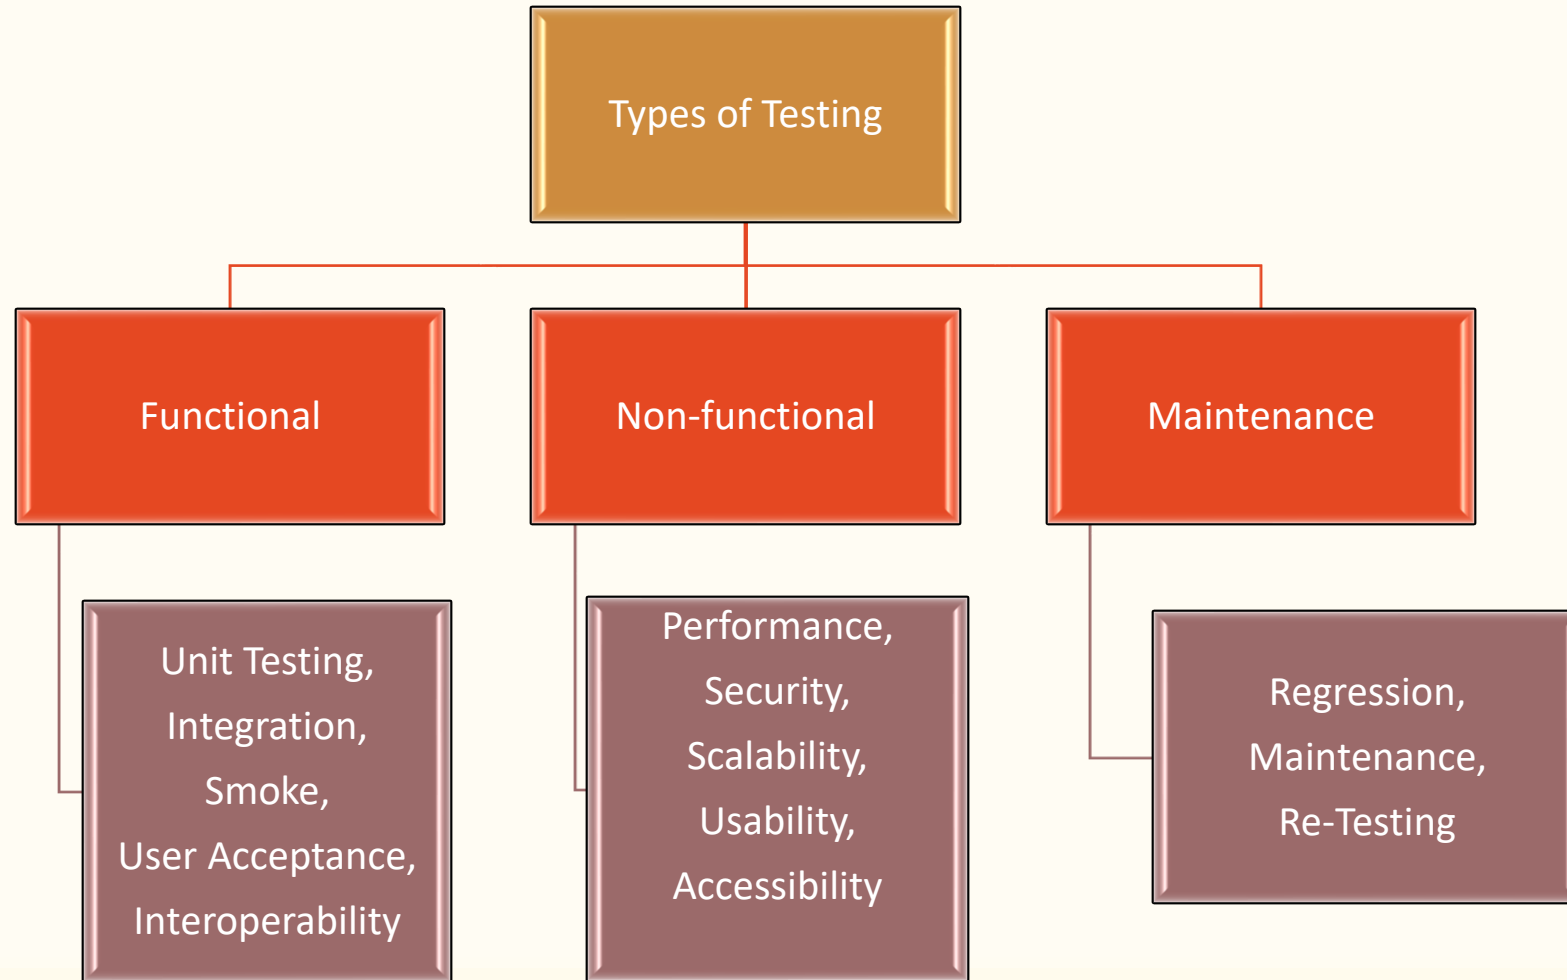 Types of Testing
Functional
Non-functional
Maintenance
Unit Testing,
Integration,
Smoke,
User Acceptance,
Interoperability
Performance,
Security,
Scalability,
Usability,
Accessibility
Regression,
Maintenance,
Re-Testing